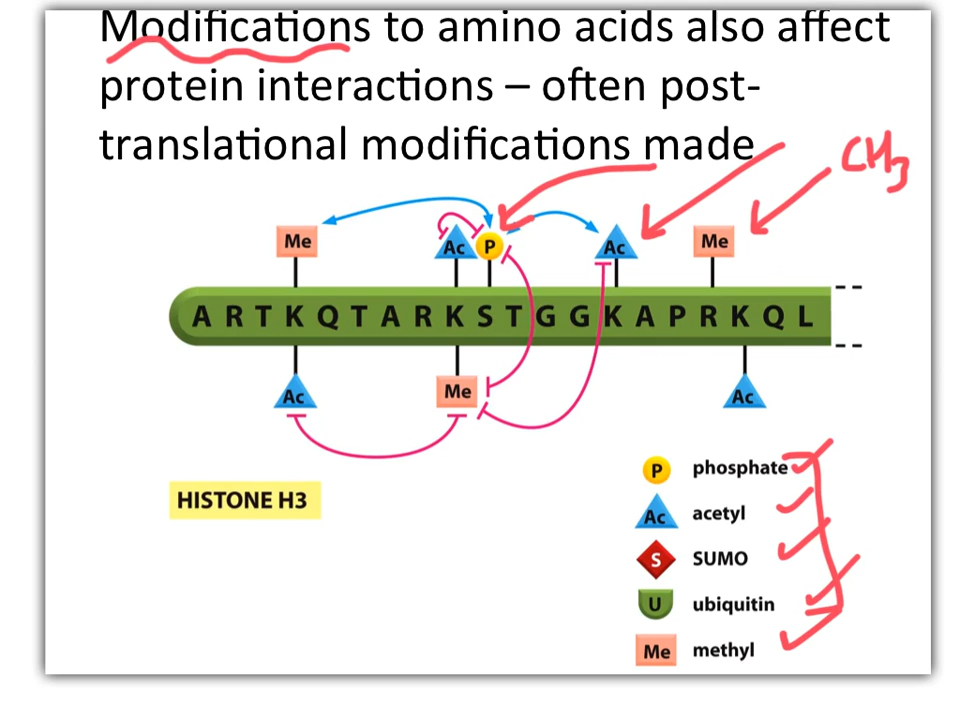 Modifications to amino acids also affect
protein interactions – often post-
translational modifications made
CH3
Me Ac P Ac Me
A R T K Q T A R K S T G G K A P R K Q L
Ac Me Ac
HISTONE H3
P phosphate
Ac acetyl
S SUMO
U ubiquitin
Me methyl